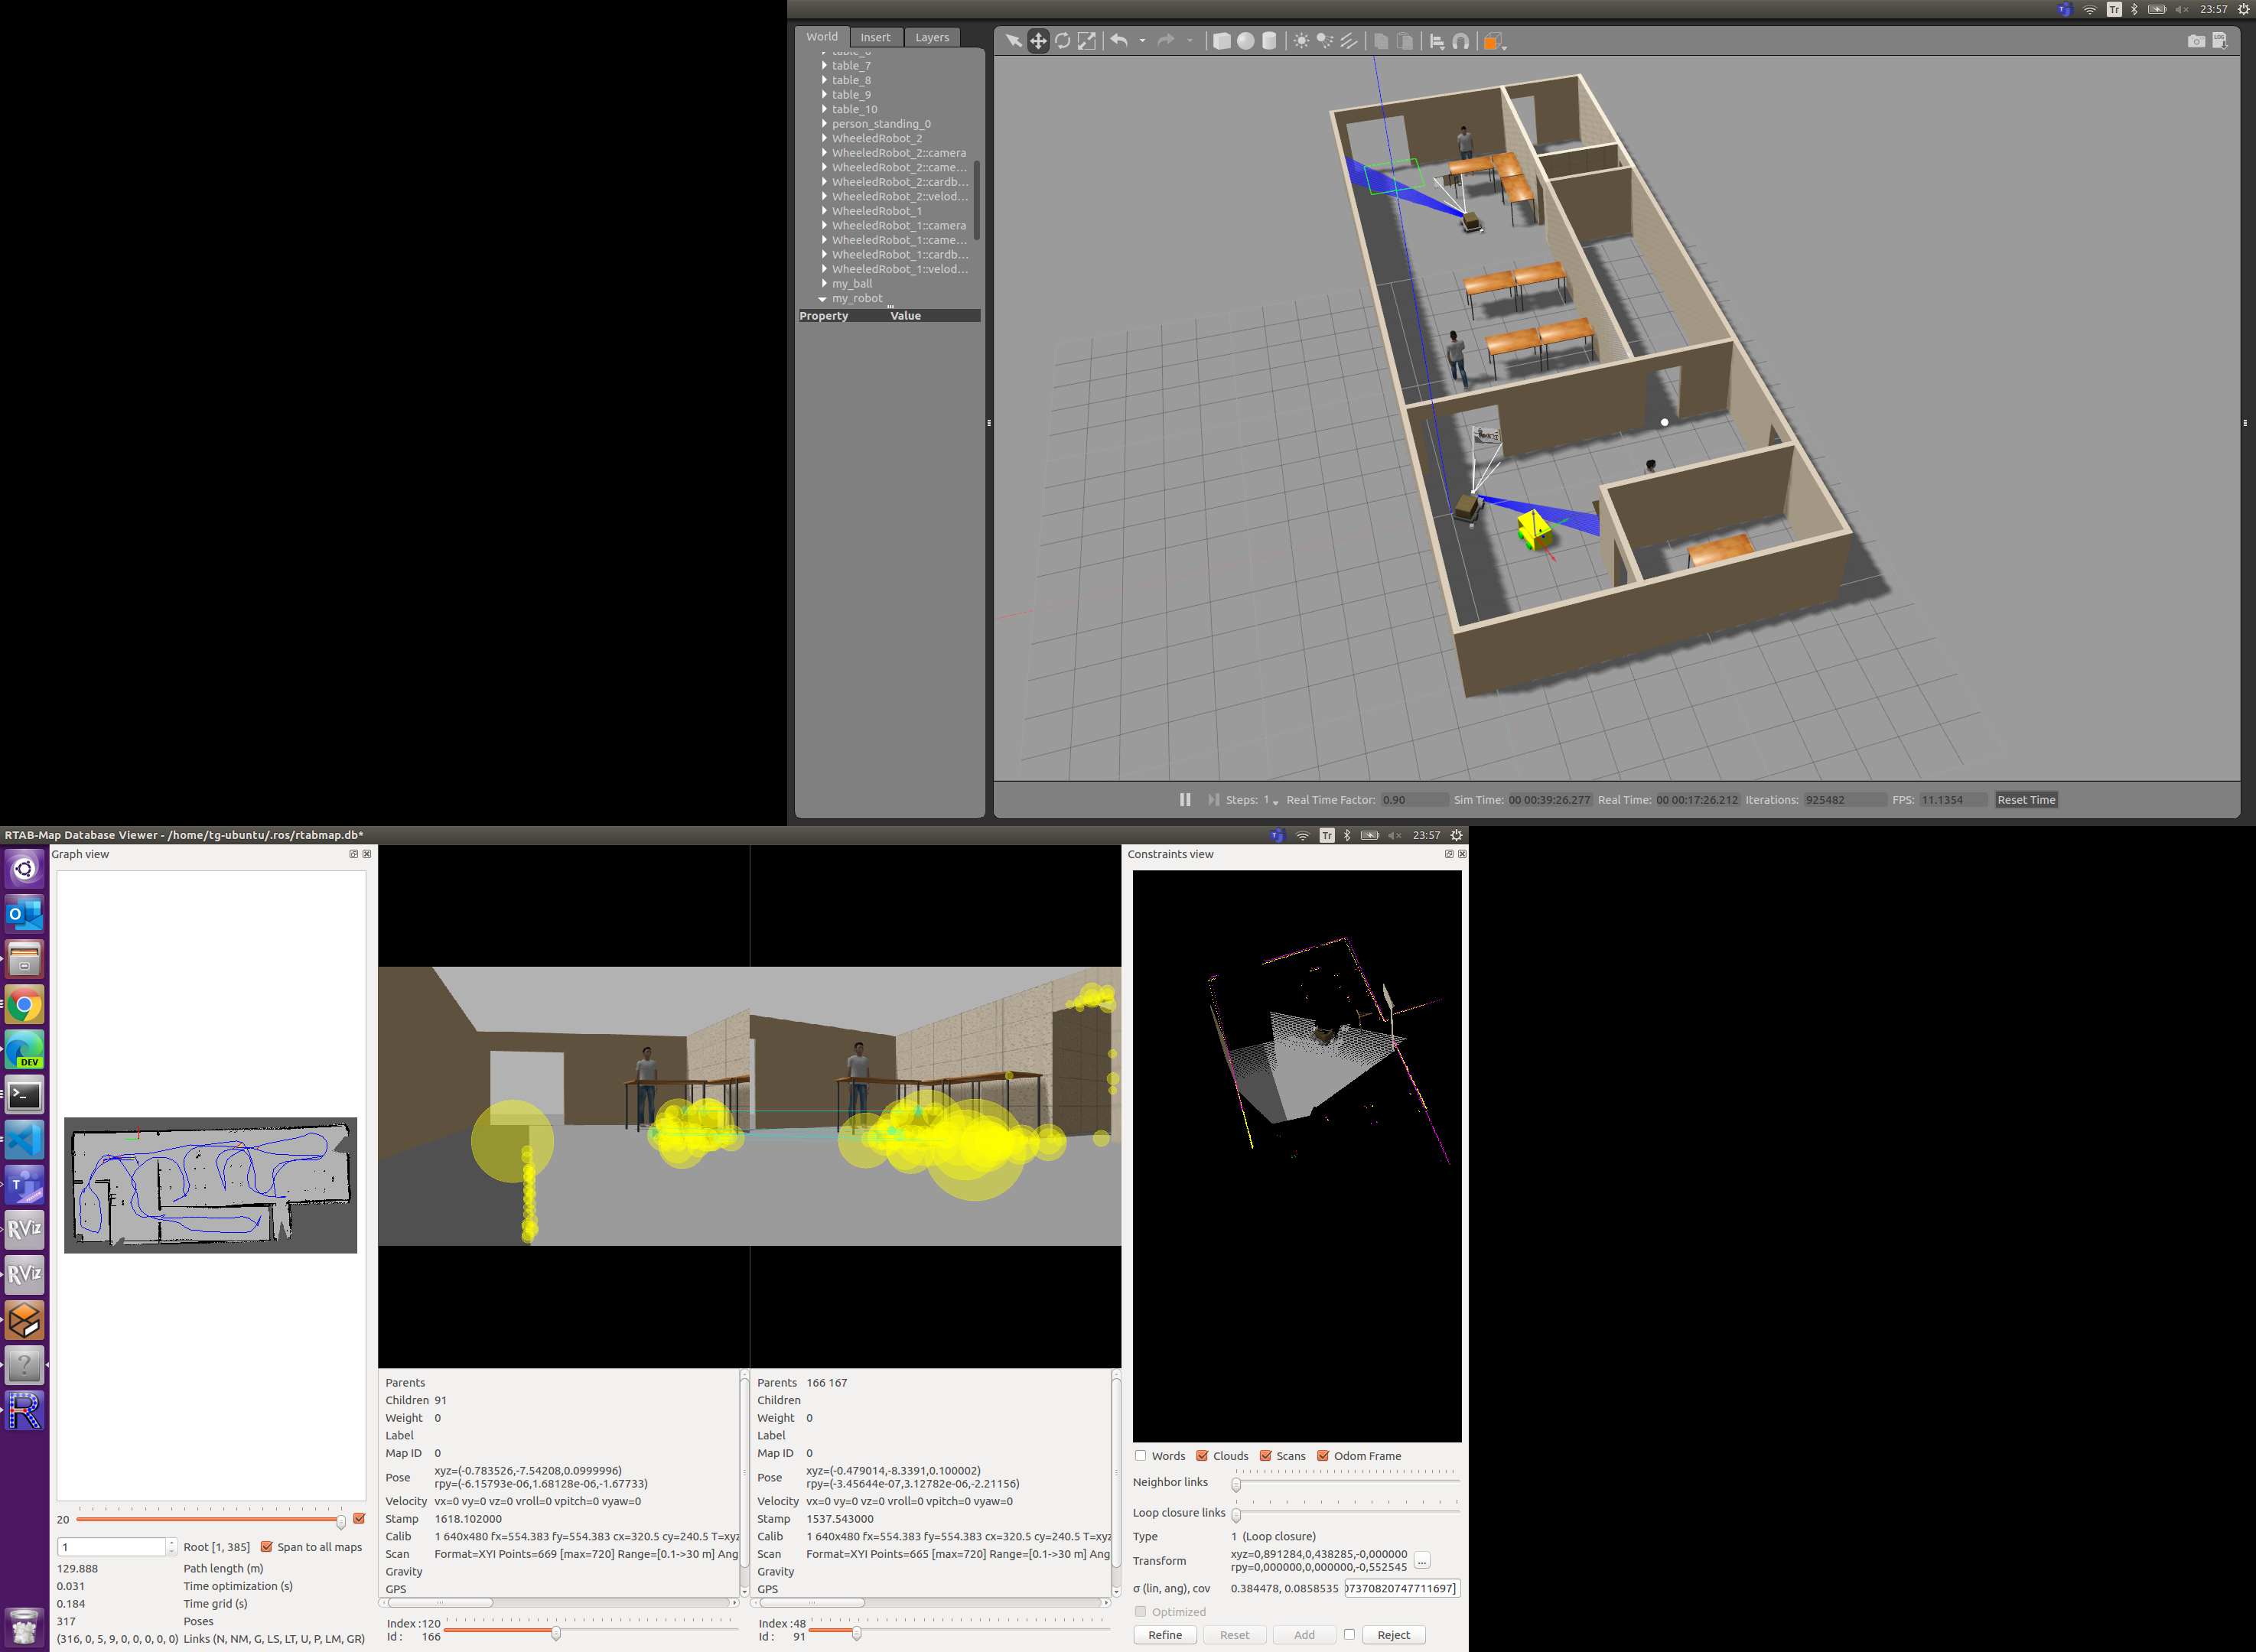 Tr
23:57
World Insert Layers
table_7
table_8
table_9
table_10
person_standing_0
WheeledRobot_2
WheeledRobot_2::camera
WheeledRobot_2::came...
WheeledRobot_2::cardb...
WheeledRobot_2::velod...
WheeledRobot_1
WheeledRobot_1::camera
WheeledRobot_1::came...
WheeledRobot_1::cardb...
WheeledRobot_1::velod...
my_ball
my_robot
Property Value
LOG
Steps: 1 Real Time Factor: 0.90 Sim Time: 00 00:39:26.277 Real Time: 00 00:17:26.212 Iterations: 925482 FPS: 11.1354 Reset Time
RTAB-Map Database Viewer - /home/tg-ubuntu/.ros/rtabmap.db*
Tr
23:57
Graph view
Constraints view
DEV
RViz
RViz
R
20
1 Root [1, 385] Span to all maps
129.888 Path length (m)
0.031 Time optimization (s)
0.184 Time grid (s)
317 Poses
(316, 0, 5, 9, 0, 0, 0, 0, 0) Links (N, NM, G, LS, LT, U, P, LM, GR)
Parents
Children 91
Weight 0
Label
Map ID 0
Pose xyz=(-0.783526,-7.54208,0.0999996)
rpy=(-6.15793e-06,1.68128e-06,-1.67733)
Velocity vx=0 vy=0 vz=0 vroll=0 vpitch=0 vyaw=0
Stamp 1618.102000
Calib 1 640x480 fx=554.383 fy=554.383 cx=320.5 cy=240.5 T=xyz
Scan Format=XYI Points=669 [max=720] Range=[0.1->30 m] Ang
Gravity
GPS
Index :120
Id : 166
Parents 166 167
Children
Weight 0
Label
Map ID 0
Pose xyz=(-0.479014,-8.3391,0.100002)
rpy=(-3.45644e-07,3.12782e-06,-2.21156)
Velocity vx=0 vy=0 vz=0 vroll=0 vpitch=0 vyaw=0
Stamp 1537.543000
Calib 1 640x480 fx=554.383 fy=554.383 cx=320.5 cy=240.5 T=xyz
Scan Format=XYI Points=665 [max=720] Range=[0.1->30 m] Ang
Gravity
GPS
Index :48
Id : 91
Words Clouds Scans Odom Frame
Neighbor links
Loop closure links
Type 1 (Loop closure)
Transform xyz=0,891284,0,438285,-0,000000
rpy=0,000000,0,000000,-0,552545
...
σ (lin, ang), cov 0.384478, 0.0858535 07370820747711697]
Optimized
Refine Reset Add Reject